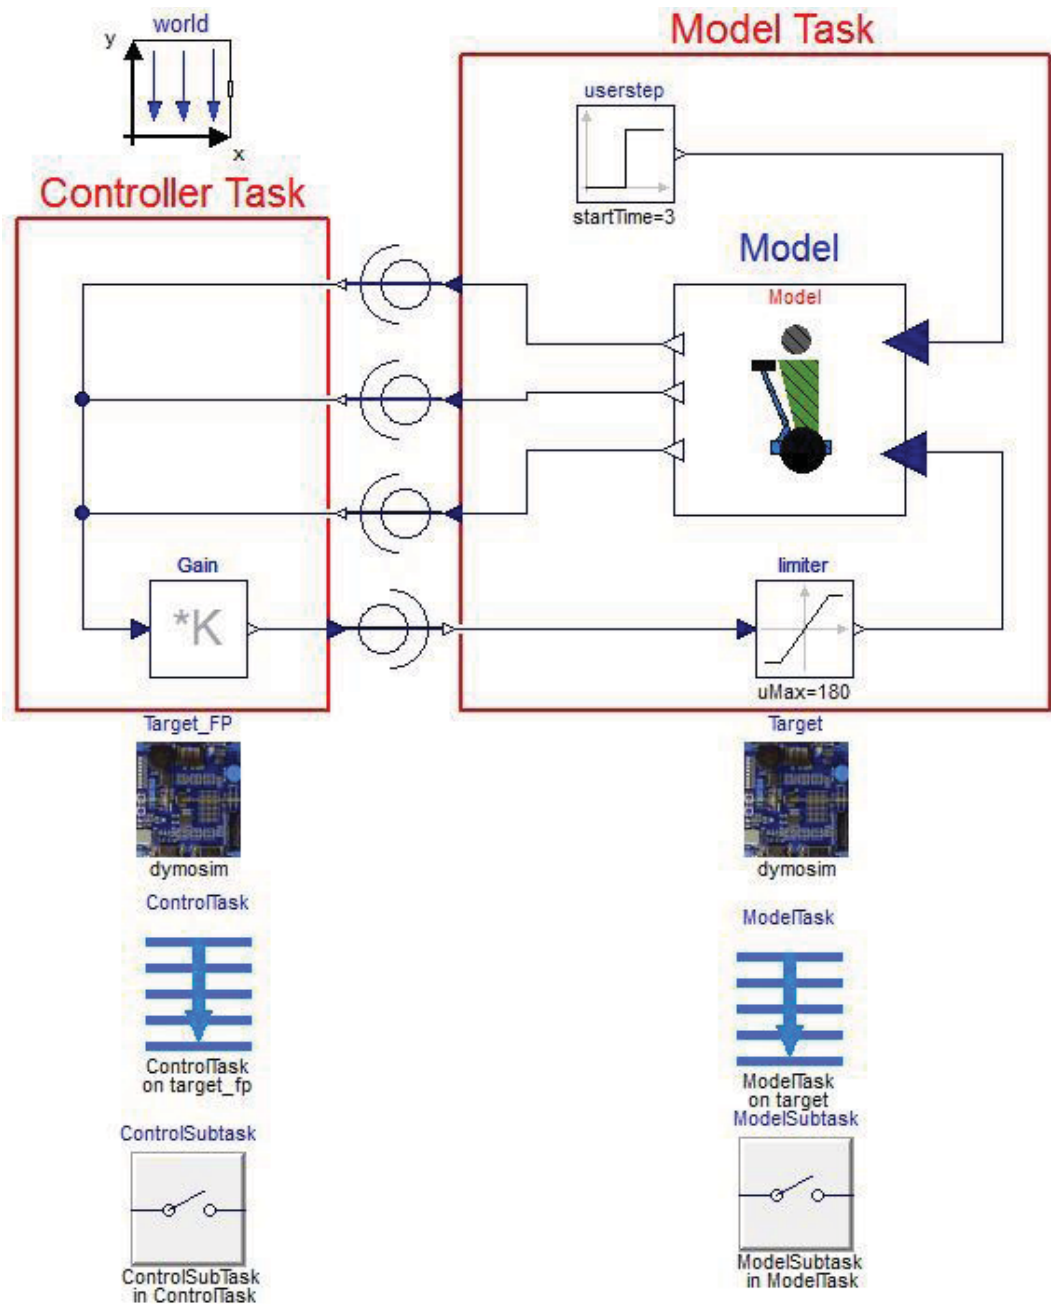 world
y
x
Model Task
userstep
startTime=3
Controller Task
Model
Model
Gain
*K
limiter
uMax=180
Target_FP
dymosim
Target
dymosim
ControlTask
ControlTask
on target_fp
ModelTask
ModelTask
on target
ControlSubtask
ControlSubTask
in ControlTask
ModelSubtask
ModelSubtask
in ModelTask